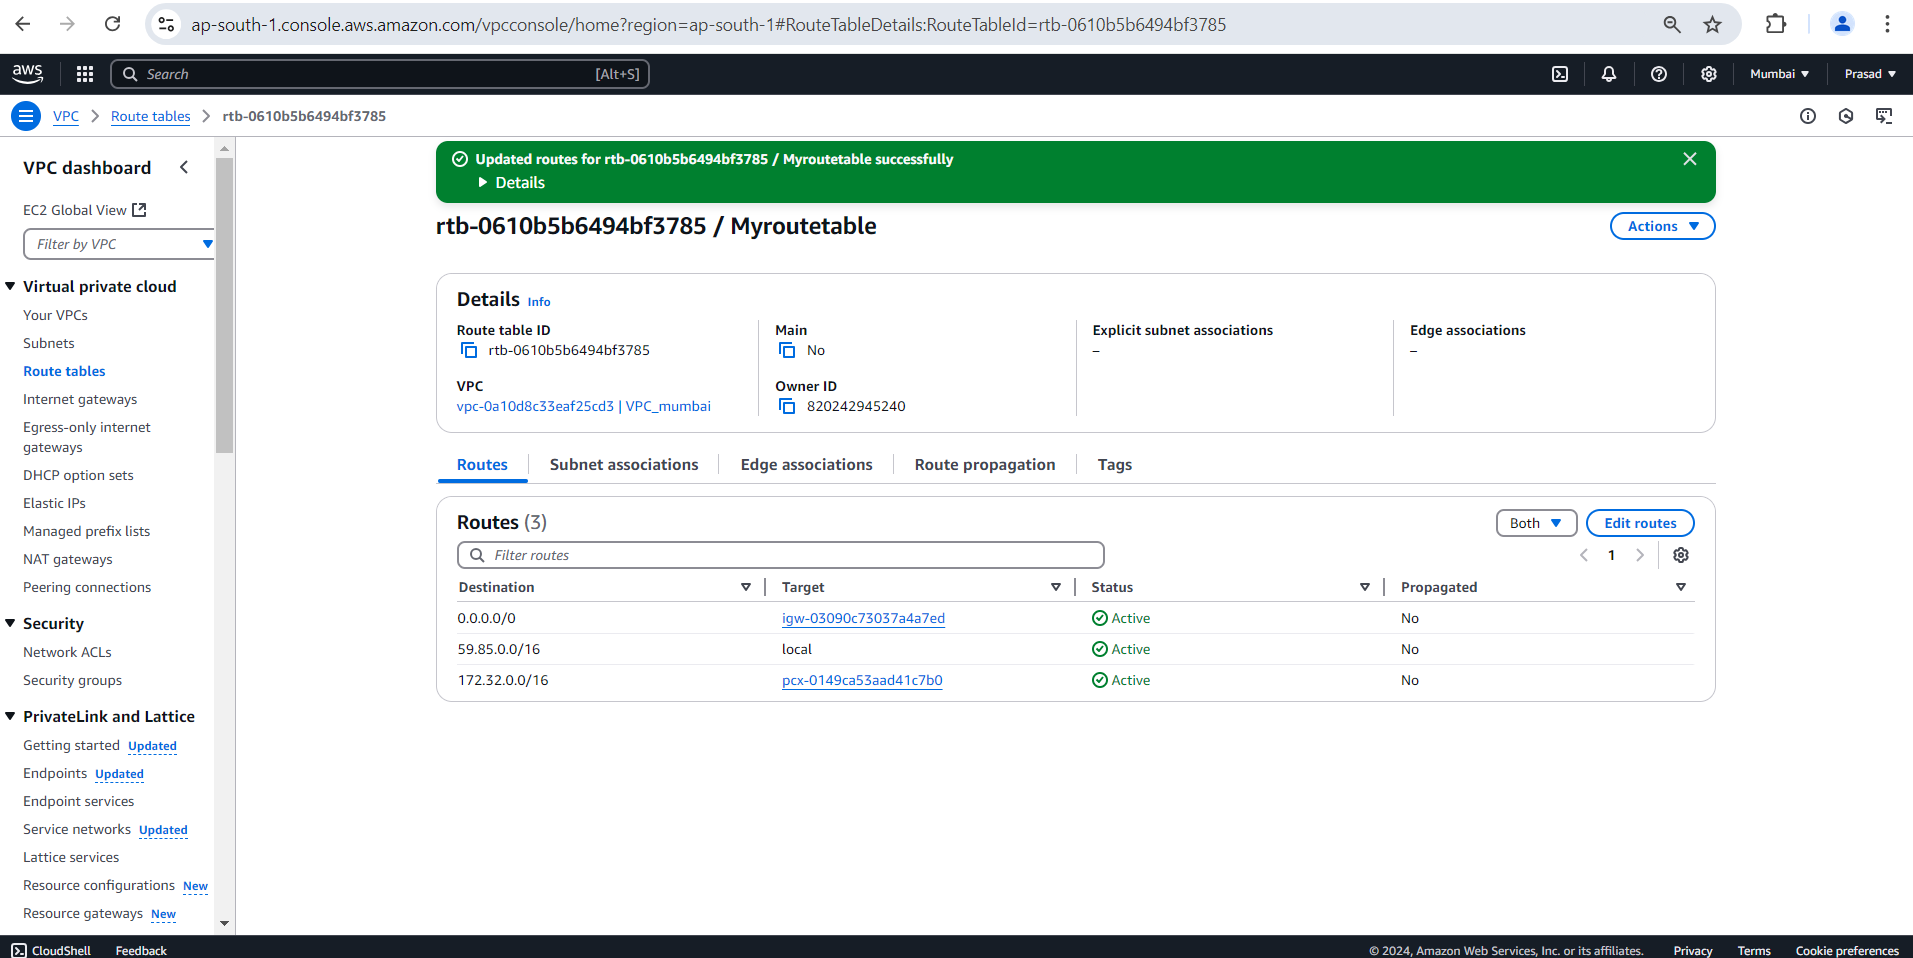 ap-south-1.console.aws.amazon.com/vpcconsole/home?region=ap-south-1#RouteTableDetails:RouteTableId=rtb-0610b5b6494bf3785
aws
Search [Alt+S]
Mumbai Prasad
VPC Route tables rtb-0610b5b6494bf3785
VPC dashboard
EC2 Global View
Filter by VPC
Virtual private cloud
Your VPCs
Subnets
Route tables
Internet gateways
Egress-only internet
gateways
DHCP option sets
Elastic IPs
Managed prefix lists
NAT gateways
Peering connections
Security
Network ACLs
Security groups
PrivateLink and Lattice
Getting started Updated
Endpoints Updated
Endpoint services
Service networks Updated
Lattice services
Resource configurations New
Resource gateways New
Updated routes for rtb-0610b5b6494bf3785 / Myroutetable successfully
Details
rtb-0610b5b6494bf3785 / Myroutetable
Actions
Details Info
Route table ID
rtb-0610b5b6494bf3785
Main
No
Explicit subnet associations
–
Edge associations
–
VPC
vpc-0a10d8c33eaf25cd3 | VPC_mumbai
Owner ID
820242945240
Routes Subnet associations Edge associations Route propagation Tags
Routes (3)
Both Edit routes
Filter routes
1
Destination Target Status Propagated
0.0.0.0/0 igw-03090c73037a4a7ed Active No
59.85.0.0/16 local Active No
172.32.0.0/16 pcx-0149ca53aad41c7b0 Active No
CloudShell Feedback
© 2024, Amazon Web Services, Inc. or its affiliates. Privacy Terms Cookie preferences